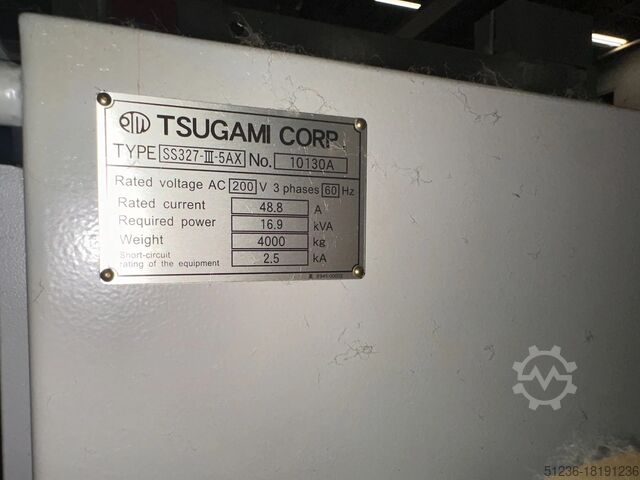 TSUGAMI CORP.
TYPE SS327-III-5AX No. 10130A
Rated voltage AC 200 V 3 phases 60 Hz
Rated current 48.8 A
Required power 16.9 kVA
Weight 4000 kg
Short-circuit
rating of the equipment 2.5 kA
51236-18191236